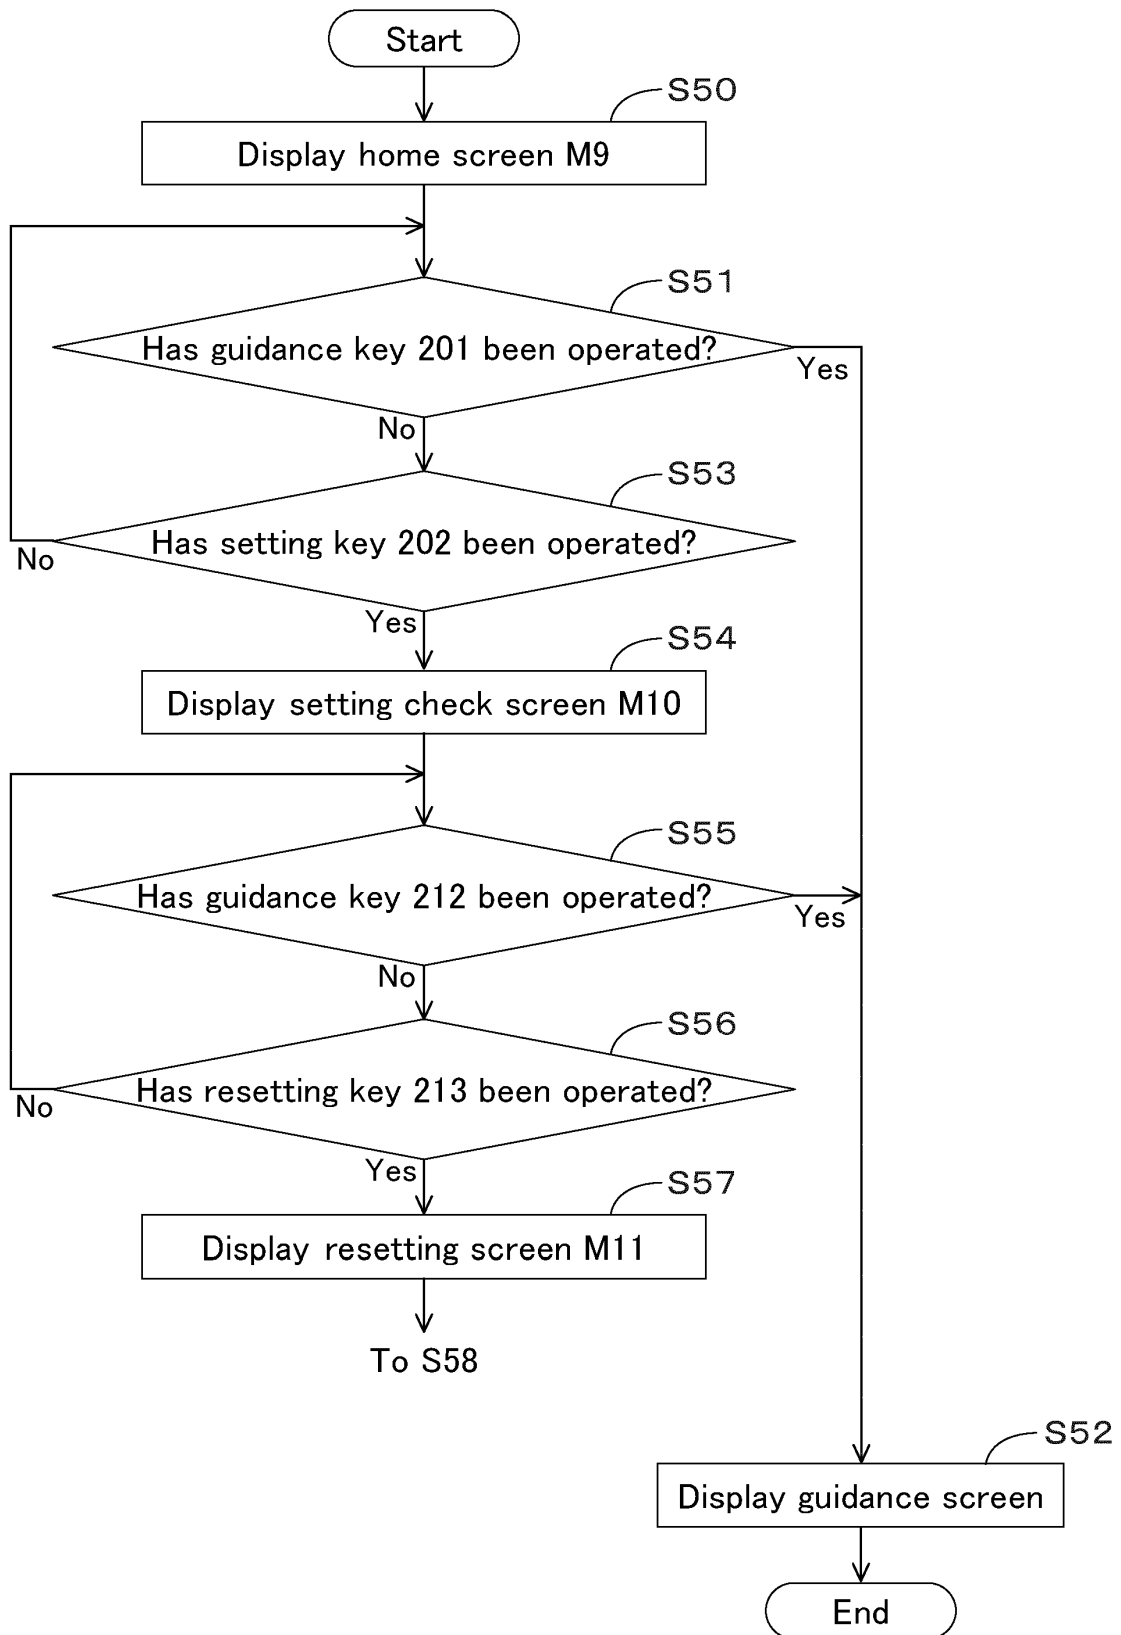 Start
S50
Display home screen M9
S51
Has guidance key 201 been operated?
Yes
No
S53
Has setting key 202 been operated?
No
Yes
S54
Display setting check screen M10
S55
Has guidance key 212 been operated?
Yes
No
S56
Has resetting key 213 been operated?
No
Yes
S57
Display resetting screen M11
To S58
S52
Display guidance screen
End